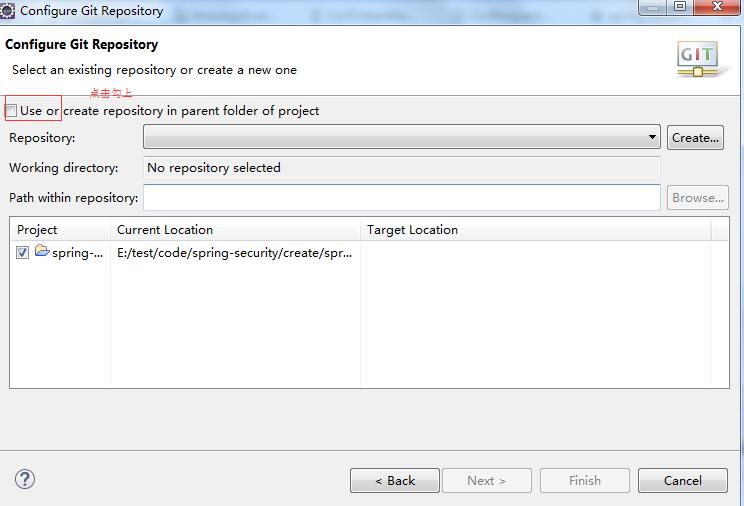 Configure Git Repository
Configure Git Repository
Select an existing repository or create a new one
GIT
点击勾上
Use or create repository in parent folder of project
Repository:
Create...
Working directory:
No repository selected
Path within repository:
Browse...
Project Current Location Target Location
spring-... E:/test/code/spring-security/create/spr...
?
< Back Next > Finish Cancel